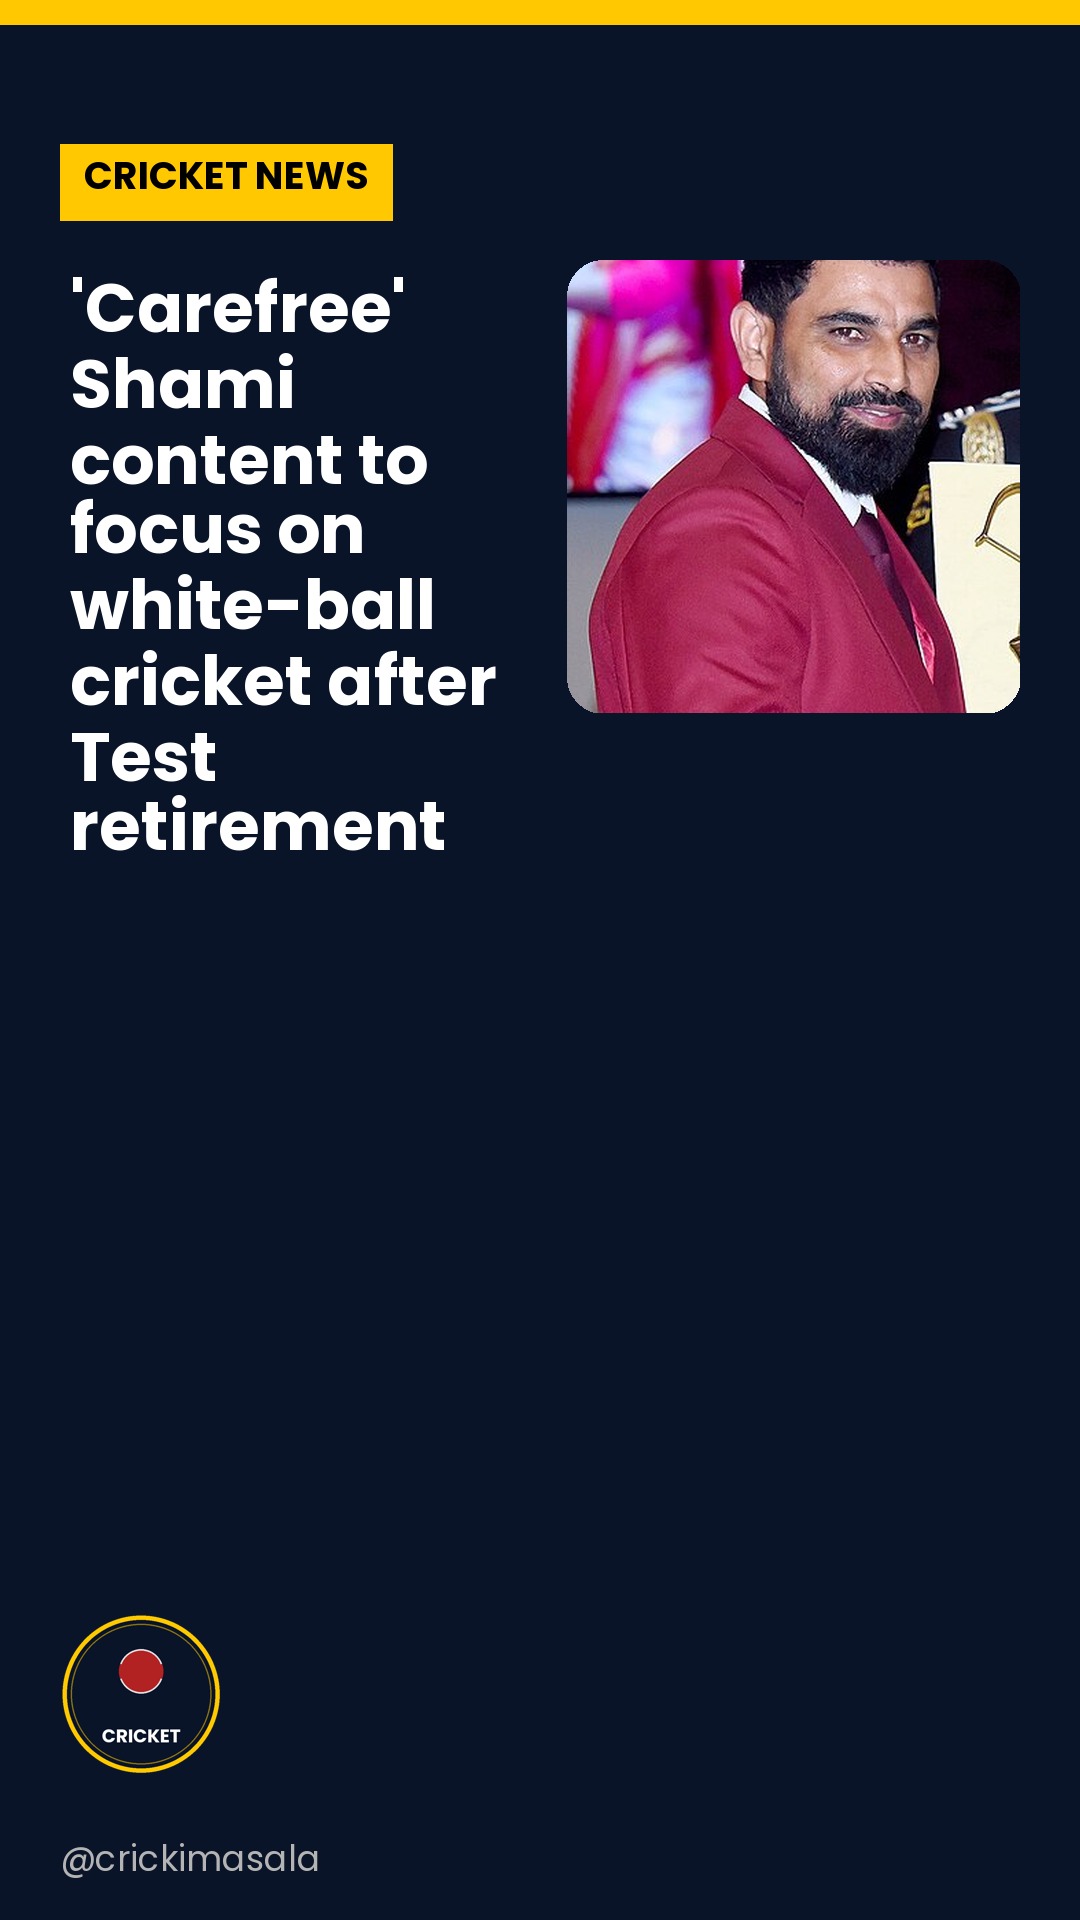 CRICKET NEWS
'Carefree'
Shami
content to
focus on
white-ball
cricket after
Test
retirement
CRICKET
@crickimasala